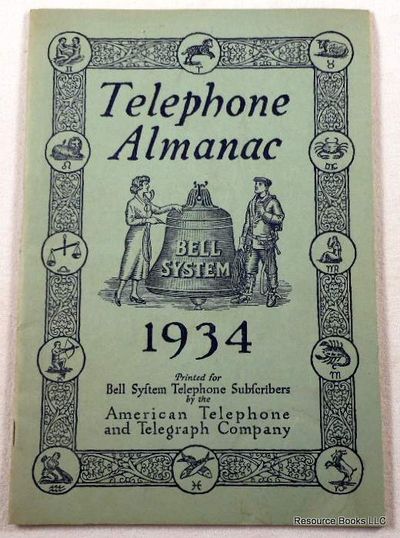 Telephone
Almanac
BELL
SYSTEM
1934
Printed for
Bell Syſtem Telephone Subſcribers
by the
American Telephone
and Telegraph Company
Resource Books LLC